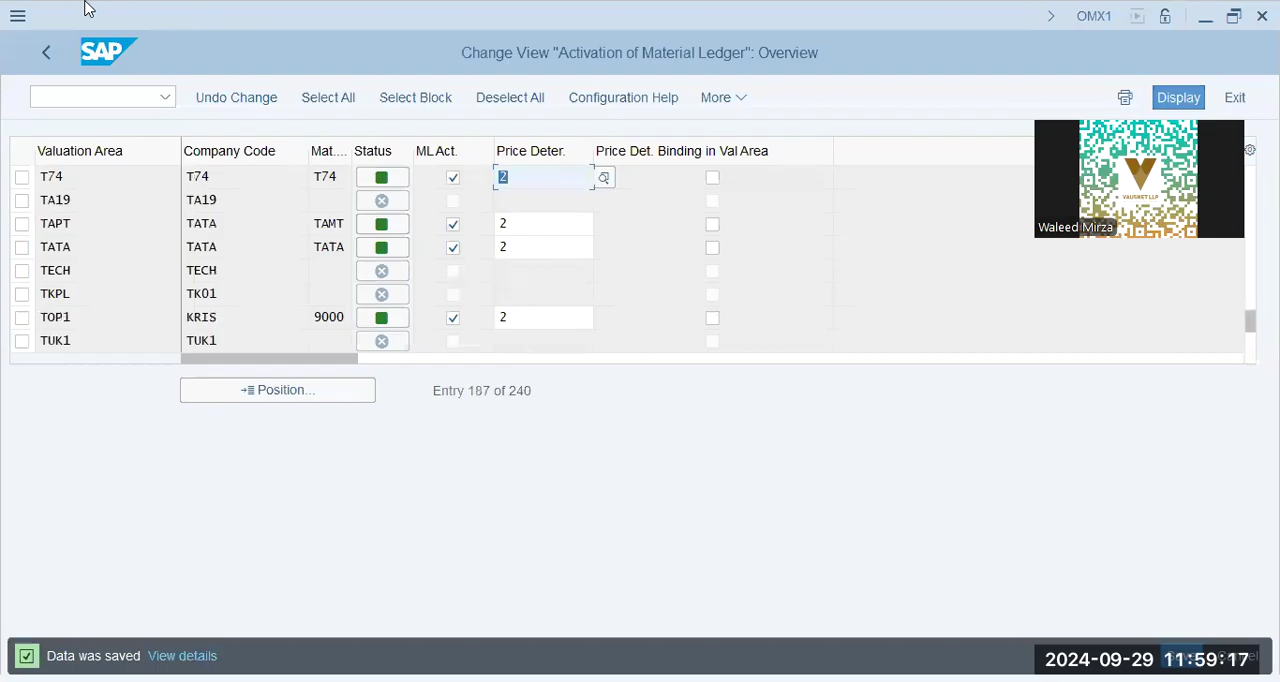 OMX1
SAP Change View "Activation of Material Ledger": Overview
Undo Change Select All Select Block Deselect All Configuration Help More Display Exit
Valuation Area Company Code Mat.... Status ML Act. Price Deter. Price Det. Binding in Val Area
T74 T74 T74 2
TA19 TA19
TAPT TATA TAMT 2
TATA TATA TATA 2
TECH TECH
TKPL TK01
TOP1 KRIS 9000 2
TUK1 TUK1
VAUSNET LLP
Waleed Mirza
Position... Entry 187 of 240
Data was saved View details
2024-09-29 11:59:17